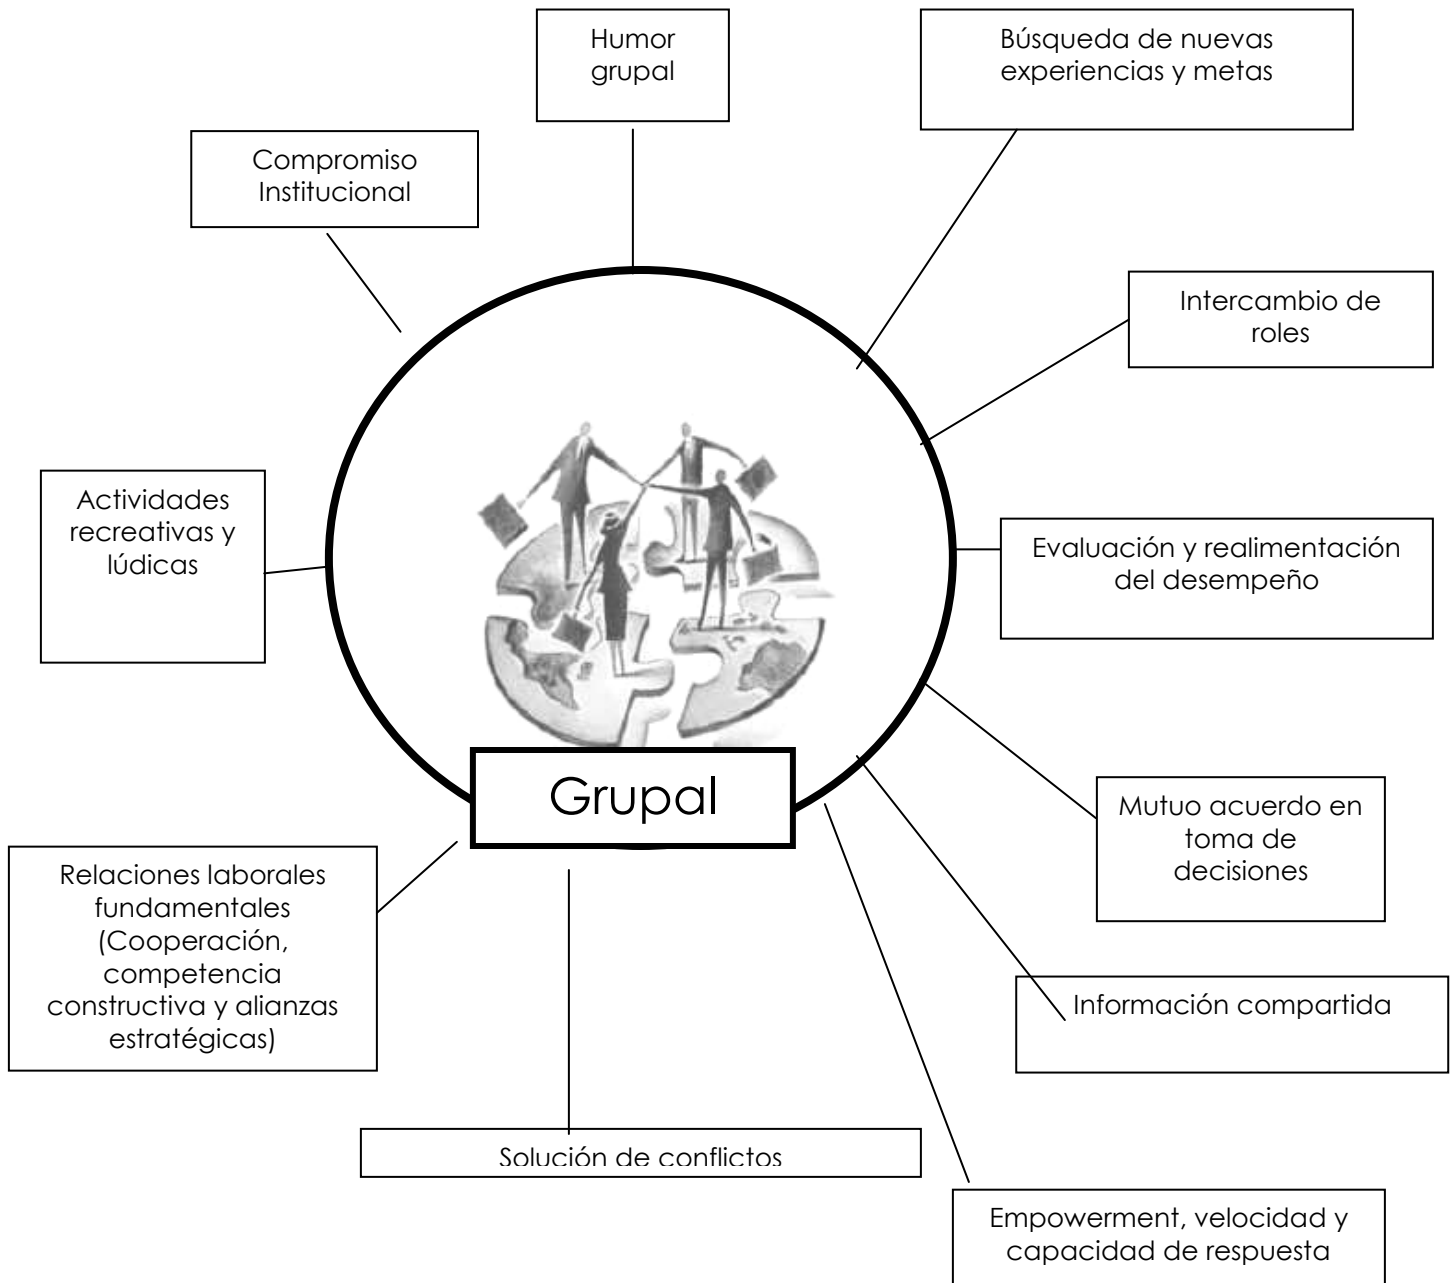 Humor
grupal
Búsqueda de nuevas
experiencias y metas
Compromiso
Institucional
Intercambio de
roles
Actividades
recreativas y
lúdicas
Evaluación y realimentación
del desempeño
Grupal
Mutuo acuerdo en
toma de
decisiones
Relaciones laborales
fundamentales
(Cooperación,
competencia
constructiva y alianzas
estratégicas)
Información compartida
Solución de conflictos
Empowerment, velocidad y
capacidad de respuesta